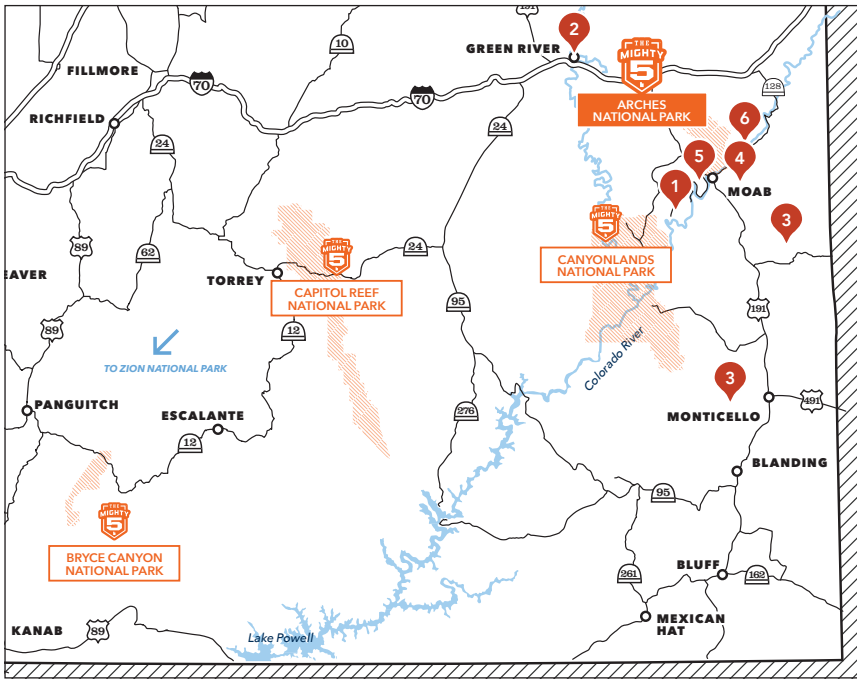 191
2
10
GREEN RIVER
THE
MIGHTY
5
FILLMORE
70
70
ARCHES
NATIONAL PARK
128
RICHFIELD
24
24
6
5
4
MOAB
1
3
THE
MIGHTY
5
89
62
24
CANYONLANDS
NATIONAL PARK
THE
MIGHTY
5
EAVER
TORREY
CAPITOL REEF
NATIONAL PARK
95
191
89
12
Colorado River
TO ZION NATIONAL PARK
3
PANGUITCH
ESCALANTE
276
MONTICELLO
491
12
BLANDING
95
THE
MIGHTY
5
BRYCE CANYON
NATIONAL PARK
BLUFF
261
162
KANAB
89
Lake Powell
MEXICAN
HAT